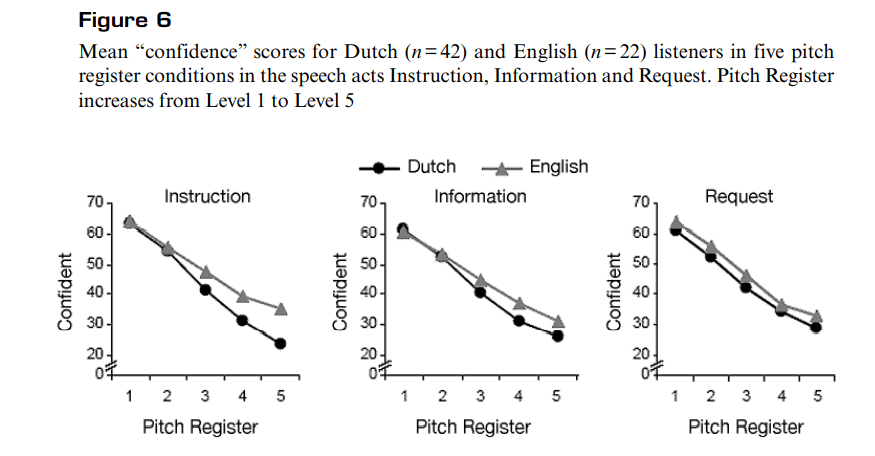 Figure 6
Mean “confidence” scores for Dutch (n=42) and English (n=22) listeners in five pitch
register conditions in the speech acts Instruction, Information and Request. Pitch Register
increases from Level 1 to Level 5
Dutch English
Instruction
70
60
50
40
30
20
0
Confident
1 2 3 4 5
Pitch Register
Information
70
60
50
40
30
20
0
Confident
1 2 3 4 5
Pitch Register
Request
70
60
50
40
30
20
0
Confident
1 2 3 4 5
Pitch Register